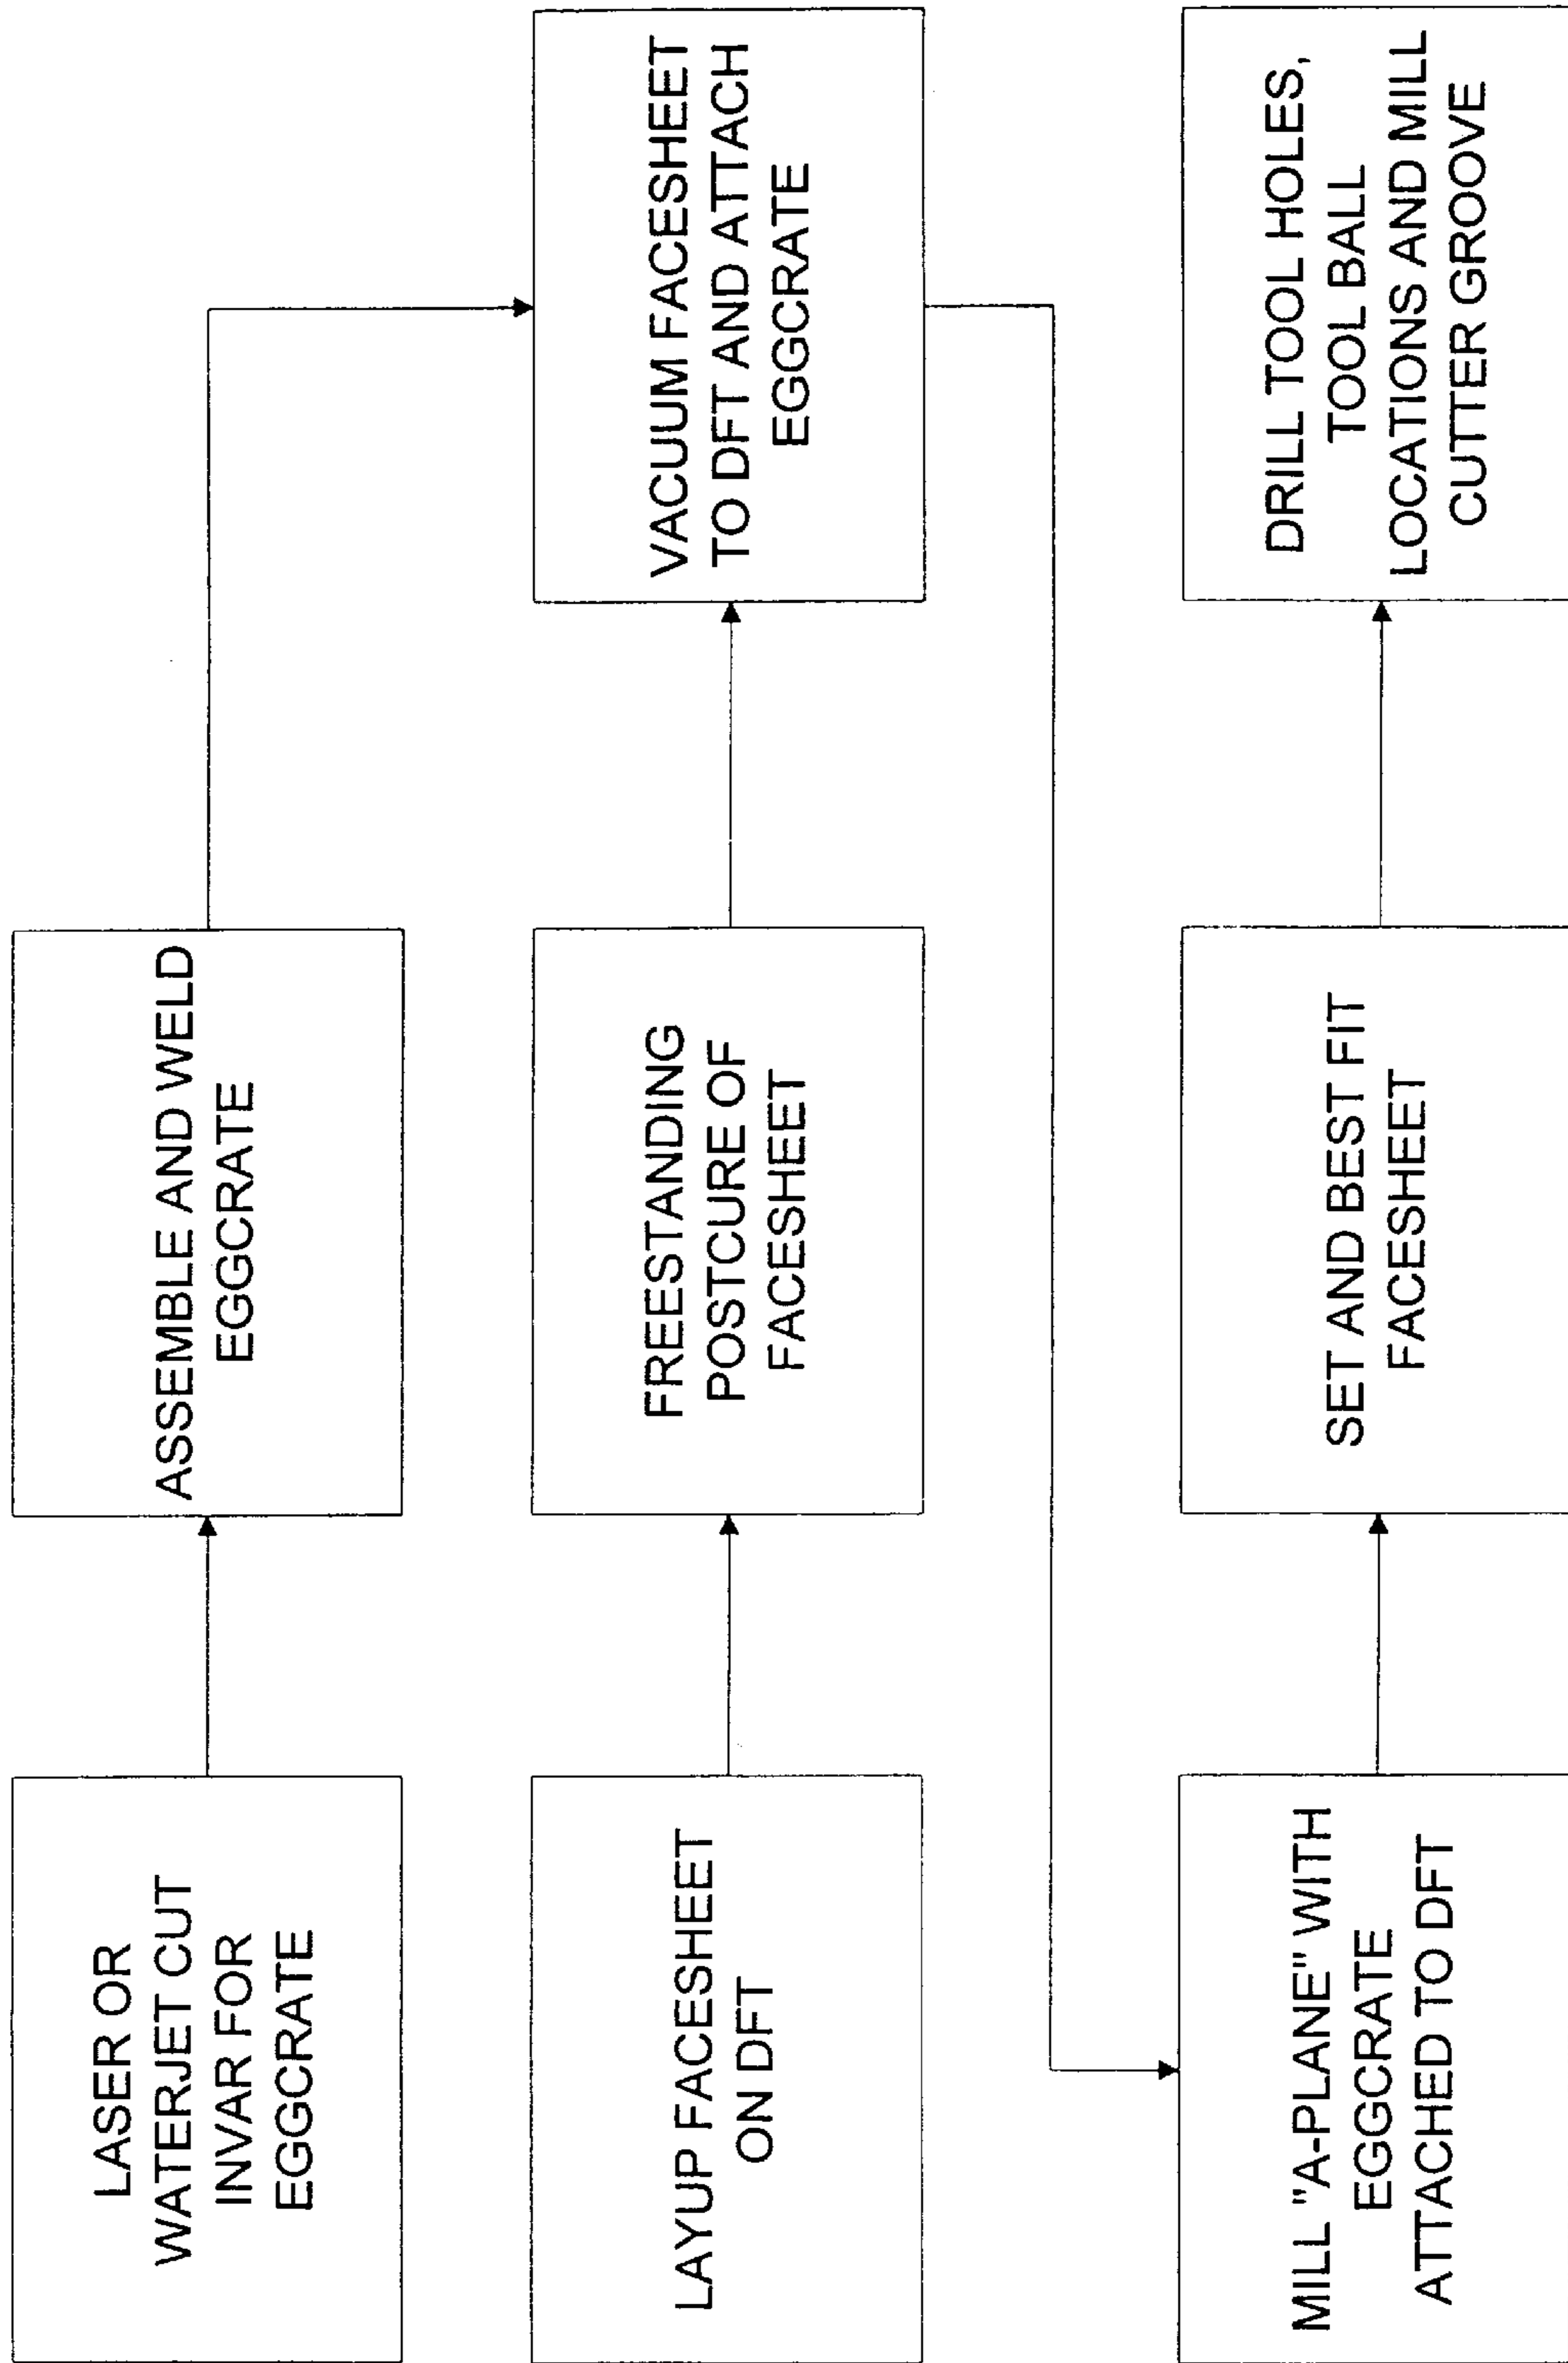 LASER OR
WATERJET CUT
INVAR FOR
EGGCRATE
ASSEMBLE AND WELD
EGGCRATE
LAYUP FACESHEET
ON DFT
FREESTANDING
POSTCURE OF
FACESHEET
VACUUM FACESHEET
TO DFT AND ATTACH
EGGCRATE
MILL "A-PLANE" WITH
EGGCRATE
ATTACHED TO DFT
SET AND BEST FIT
FACESHEET
DRILL TOOL HOLES,
TOOL BALL
LOCATIONS AND MILL
CUTTER GROOVE